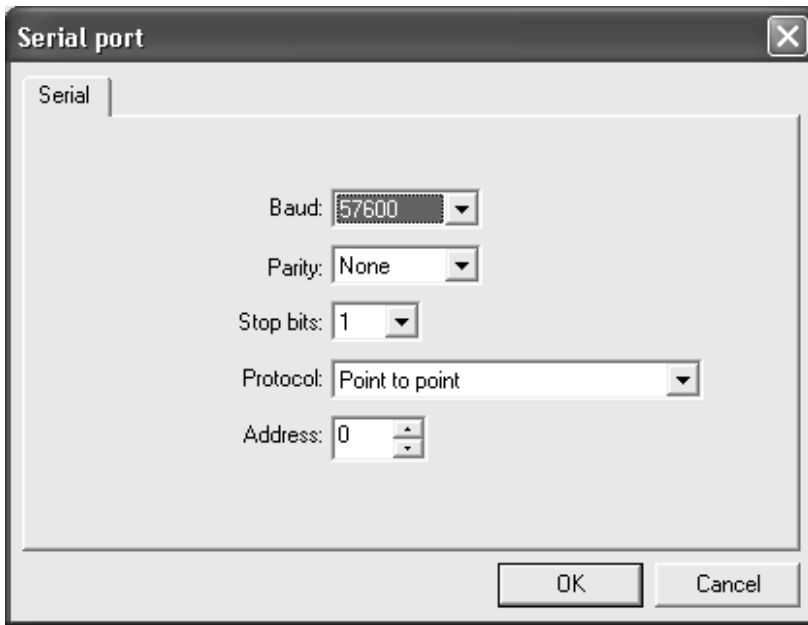 Serial port
Serial
Baud: 57600
Parity: None
Stop bits: 1
Protocol: Point to point
Address: 0
OK Cancel